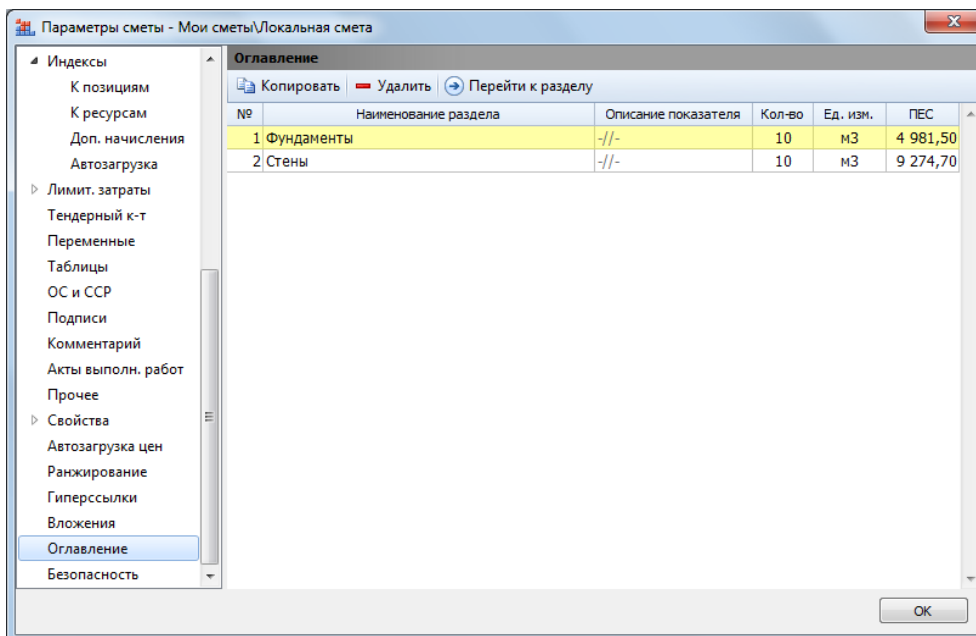 Параметры сметы - Мои сметы\Локальная смета
Индексы
К позициям
К ресурсам
Доп. начисления
Автозагрузка
Лимит. затраты
Тендерный к-т
Переменные
Таблицы
ОС и ССР
Подписи
Комментарий
Акты выполн. работ
Прочее
Свойства
Автозагрузка цен
Ранжирование
Гиперссылки
Вложения
Оглавление
Безопасность
Оглавление
Копировать Удалить Перейти к разделу
№ Наименование раздела Описание показателя Кол-во Ед. изм. ПЕС
1 Фундаменты -//- 10 м3 4 981,50
2 Стены -//- 10 м3 9 274,70
ОК